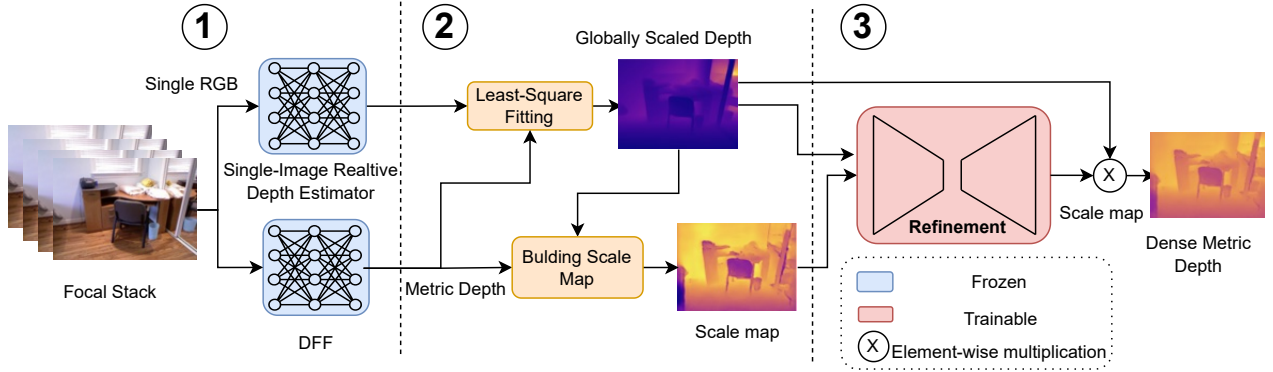 1
2
3
Single RGB
Single-Image Realtive
Depth Estimator
Focal Stack
DFF
Globally Scaled Depth
Least-Square
Fitting
Metric Depth
Bulding Scale
Map
Scale map
Refinement
X
Scale map
Dense Metric
Depth
Frozen
Trainable
X
Element-wise multiplication